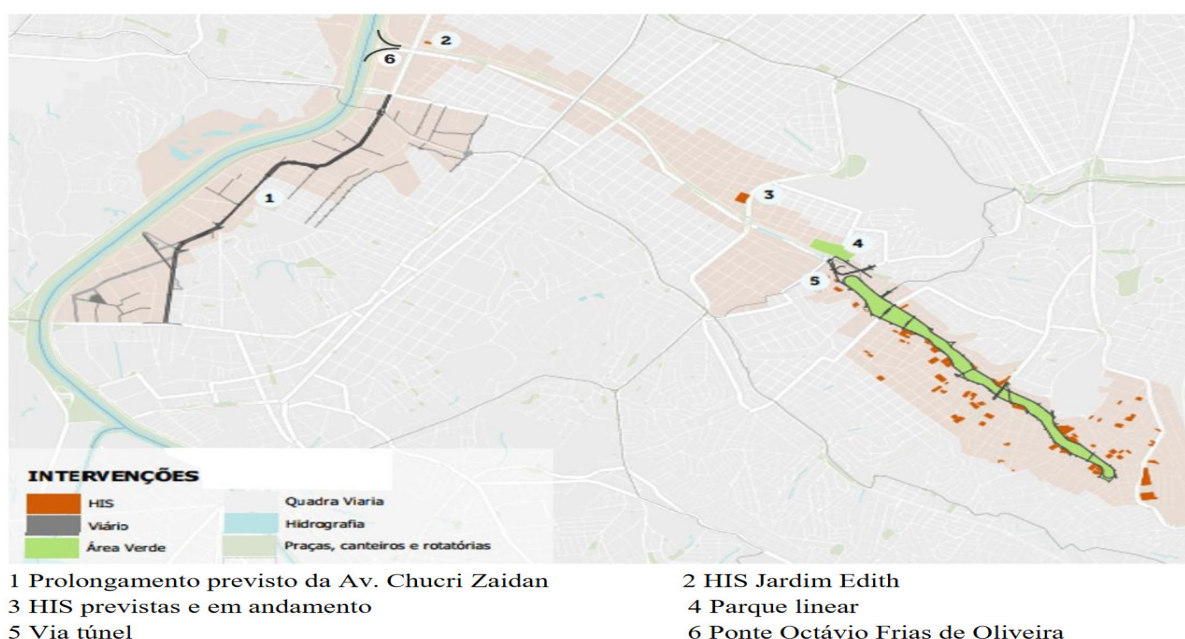 2
6
3
1
4
5
INTERVENÇÕES
HIS
Quadra Viaria
Viário
Hidrografia
Área Verde
Praças, canteiros e rotatórias
1 Prolongamento previsto da Av. Chucri Zaidan
2 HIS Jardim Edith
3 HIS previstas e em andamento
4 Parque linear
5 Via túnel
6 Ponte Octávio Frias de Oliveira